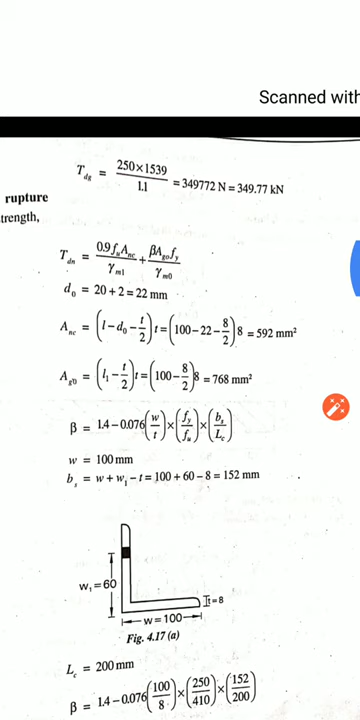 Scanned with
T_dg = 250×1539 / 1.1 = 349772 N = 349.77 kN
rupture
trength,
T_dn = 0.9 f_u A_nc / γ_m1 + βA_go f_y / γ_m0
d_0 = 20 + 2 = 22 mm
A_nc = (l − d_0 − t/2) t = (100 − 22 − 8/2) 8 = 592 mm²
A_g0 = (l_1 − t/2) t = (100 − 8/2) 8 = 768 mm²
β = 1.4 − 0.076 (w/t) × (f_y/f_u) × (b_s/L_c)
w = 100 mm
b_s = w + w_1 − t = 100 + 60 − 8 = 152 mm
w_1 = 60
t = 8
w = 100
Fig. 4.17 (a)
L_c = 200 mm
β = 1.4 − 0.076 (100/8) × (250/410) × (152/200)